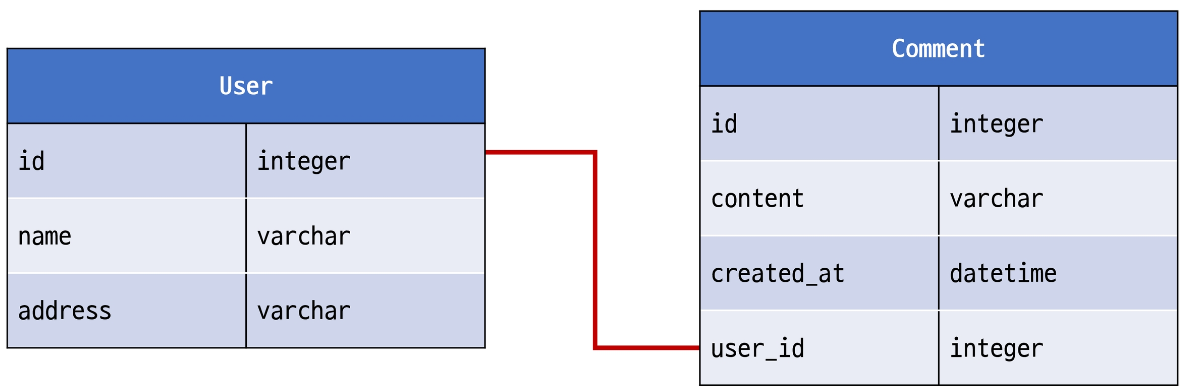 User
id integer
name varchar
address varchar
Comment
id integer
content varchar
created_at datetime
user_id integer